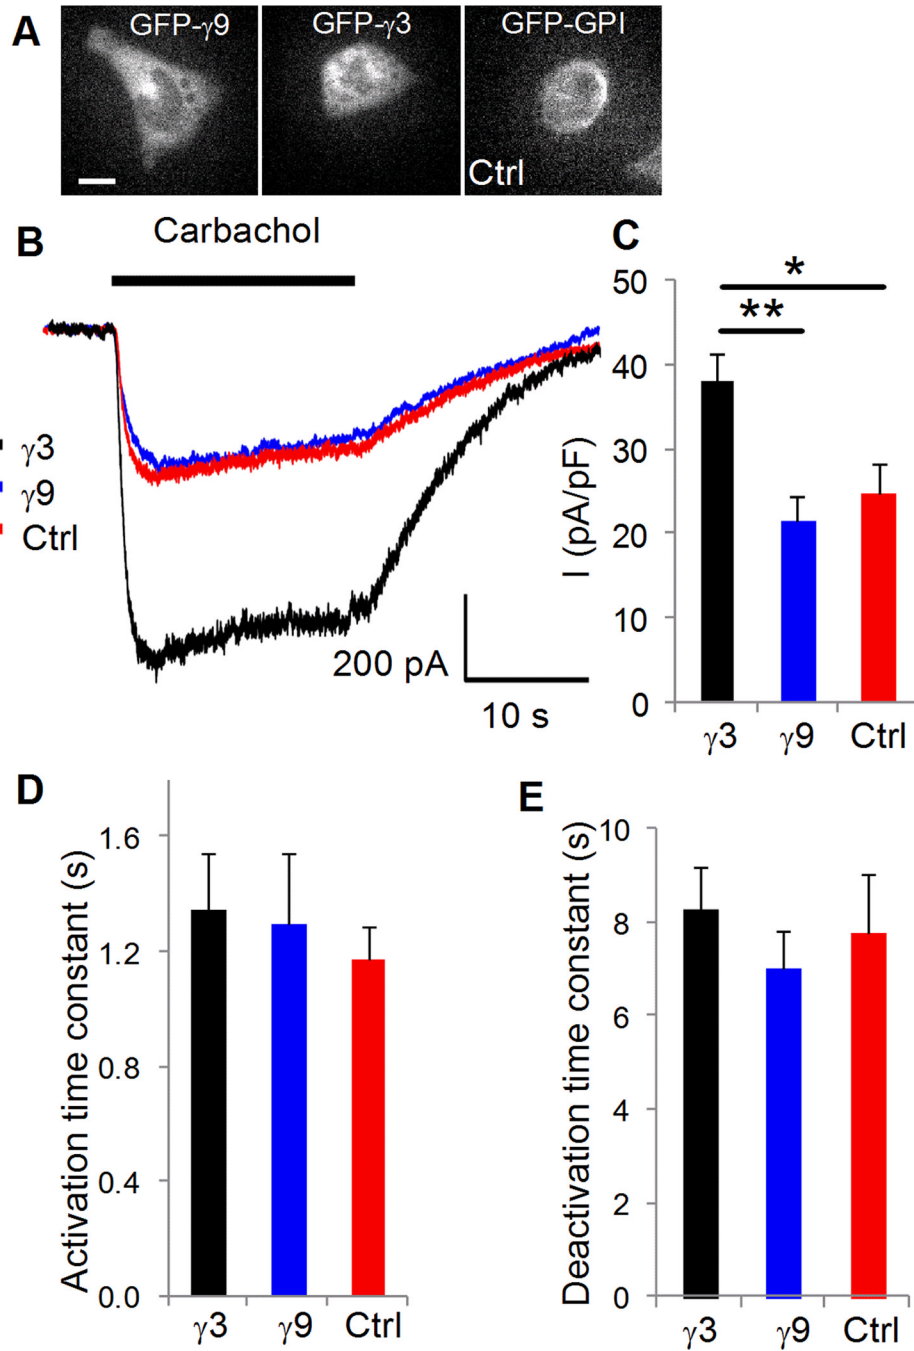 A
GFP-γ9
GFP-γ3
GFP-GPI
Ctrl
B
Carbachol
γ3
γ9
Ctrl
200 pA
10 s
C
*
**
50
40
30
20
10
0
I (pA/pF)
γ3 γ9 Ctrl
D
1.6
1.2
0.8
0.4
0.0
Activation time constant (s)
γ3 γ9 Ctrl
E
10
8
6
4
2
0
Deactivation time constant (s)
γ3 γ9 Ctrl